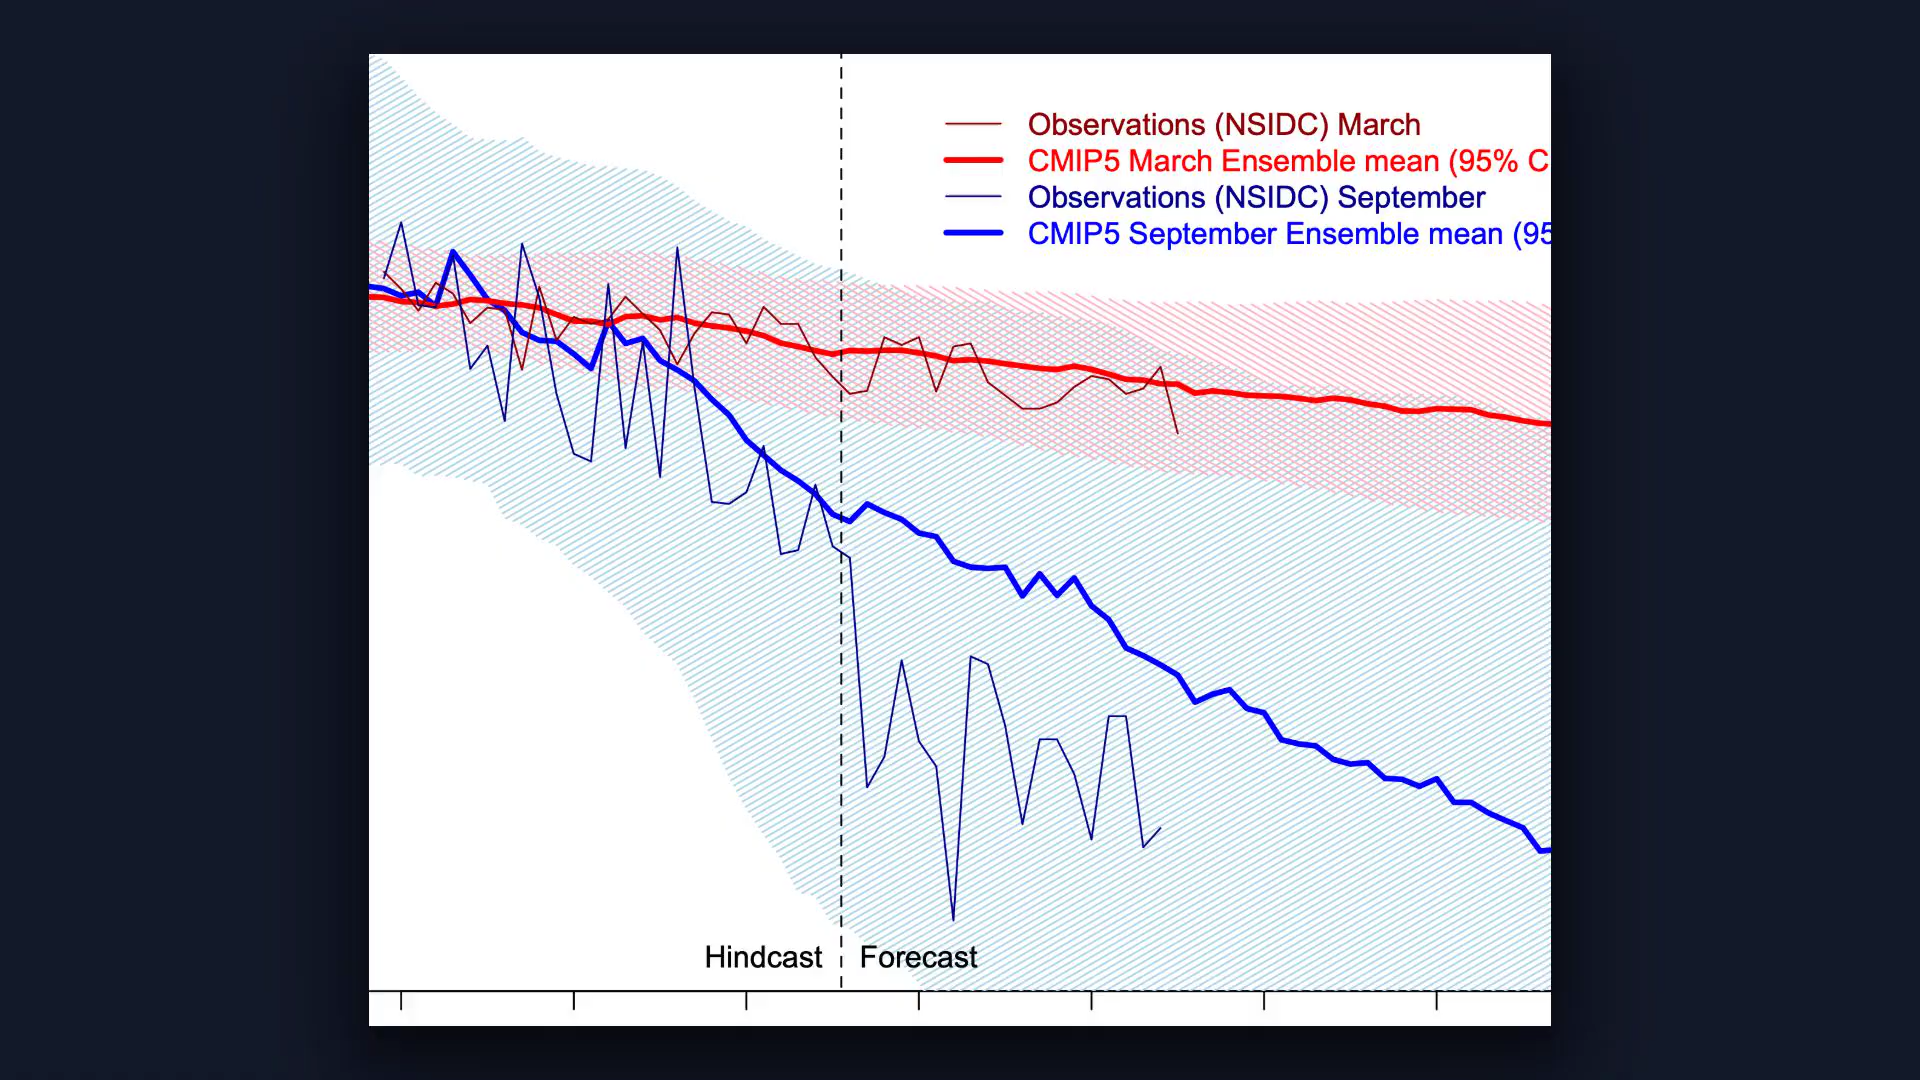 Observations (NSIDC) March
CMIP5 March Ensemble mean (95% C
Observations (NSIDC) September
CMIP5 September Ensemble mean (95
Hindcast
Forecast